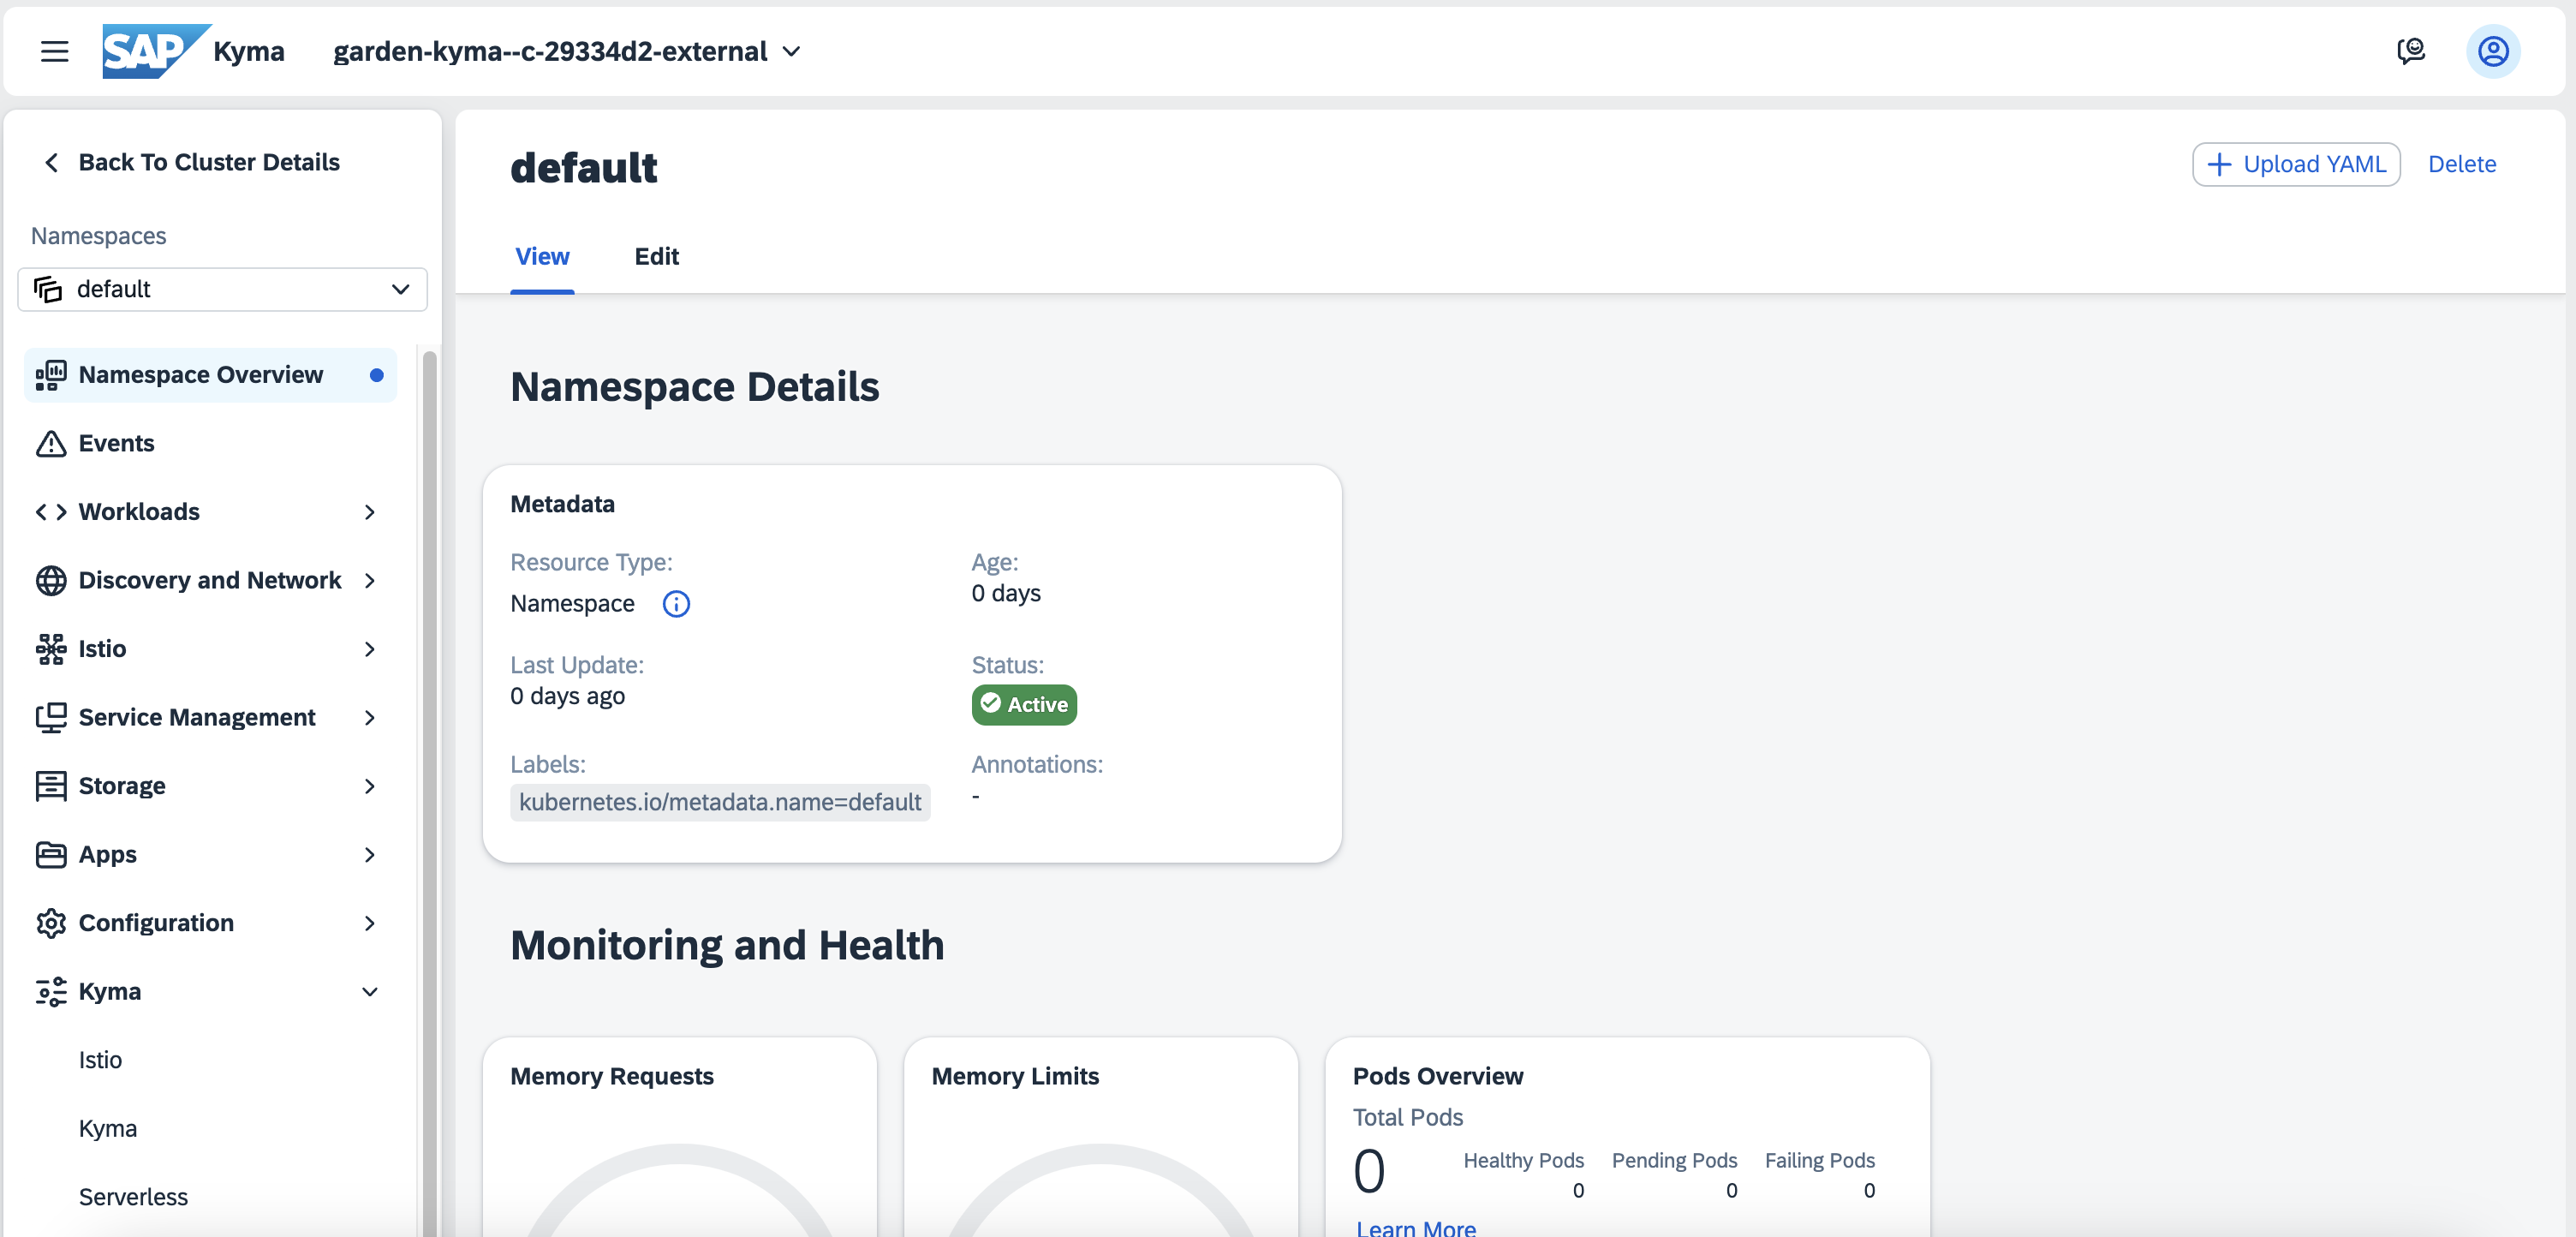 SAP Kyma garden-kyma--c-29334d2-external
Back To Cluster Details
Namespaces
default
Namespace Overview
Events
Workloads
Discovery and Network
Istio
Service Management
Storage
Apps
Configuration
Kyma
Istio
Kyma
Serverless
default
Upload YAML Delete
View Edit
Namespace Details
Metadata
Resource Type:
Namespace
Age:
0 days
Last Update:
0 days ago
Status:
Active
Labels:
kubernetes.io/metadata.name=default
Annotations:
-
Monitoring and Health
Memory Requests
Memory Limits
Pods Overview
Total Pods
0
Healthy Pods Pending Pods Failing Pods
0 0 0
Learn More